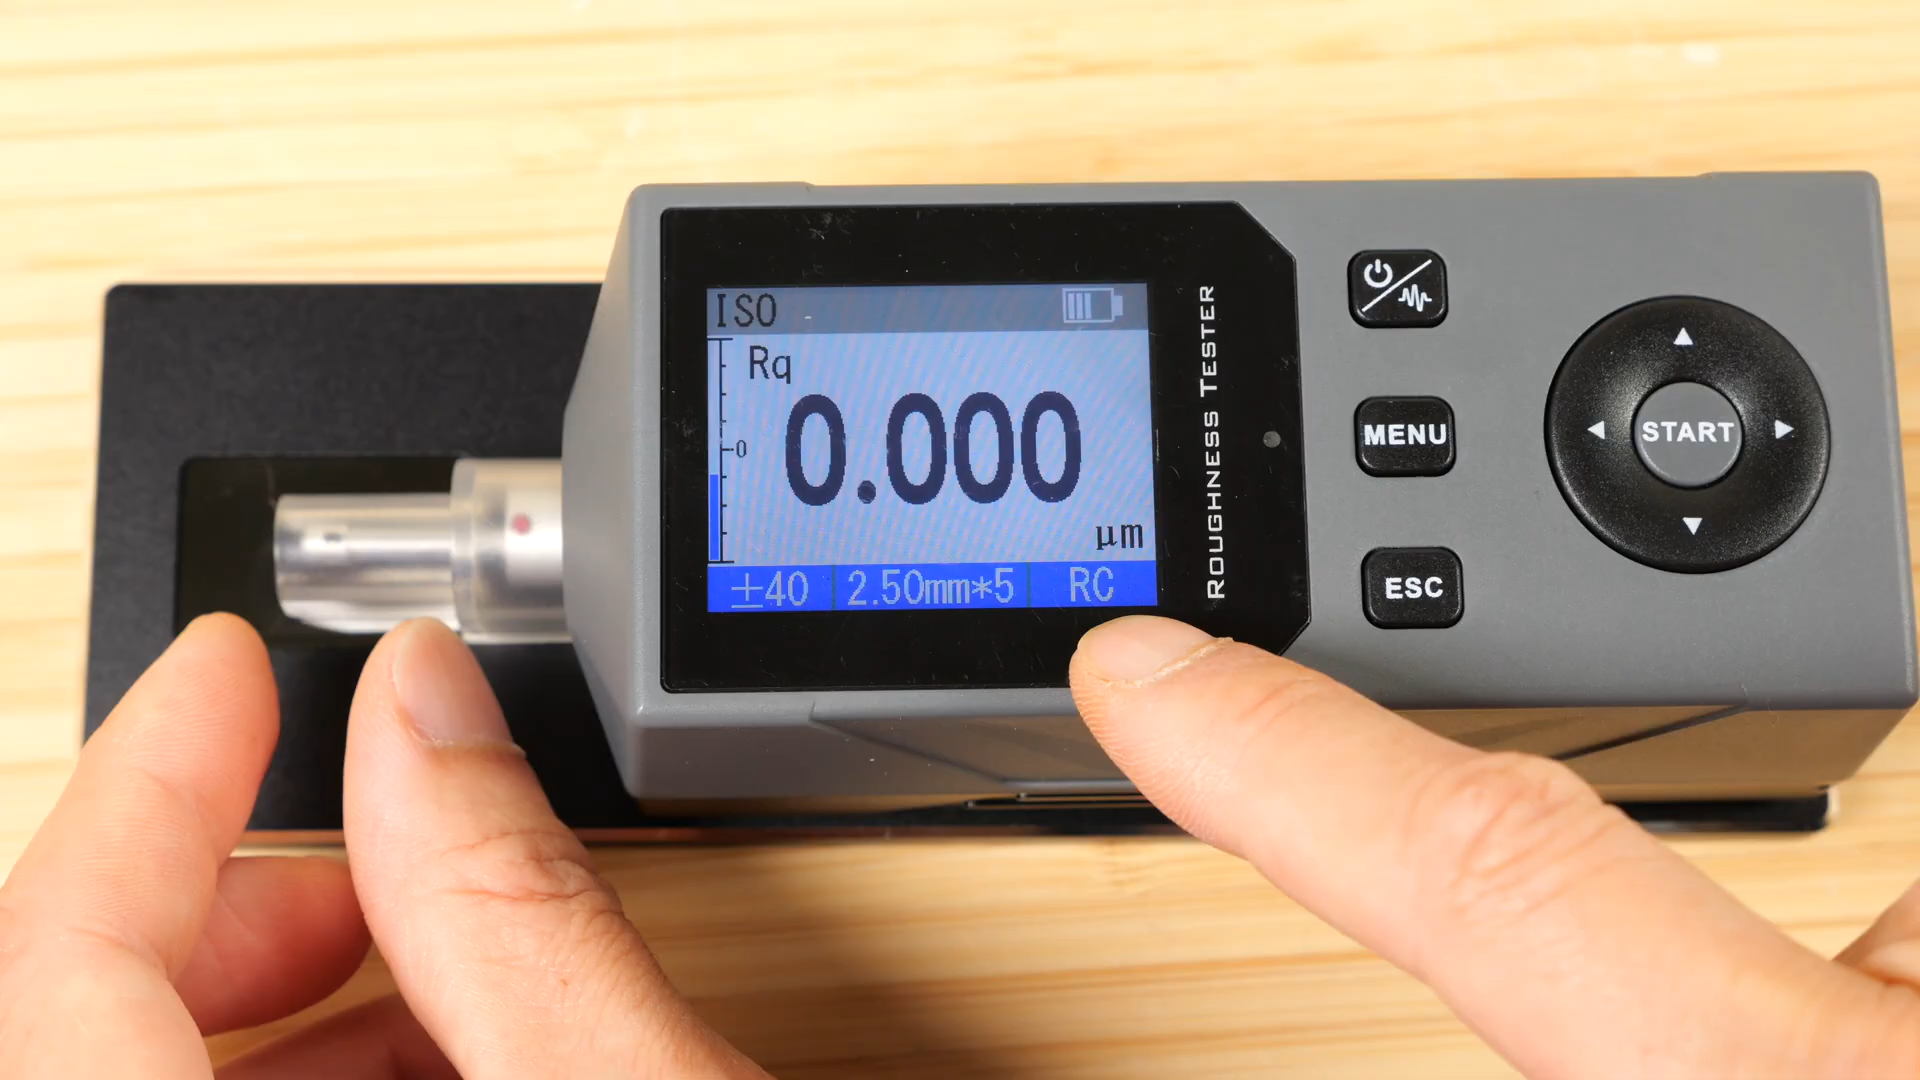 ISO
Rq
0
0.000
µm
±40 2.50mm*5 RC
ROUGHNESS TESTER
MENU
START
ESC